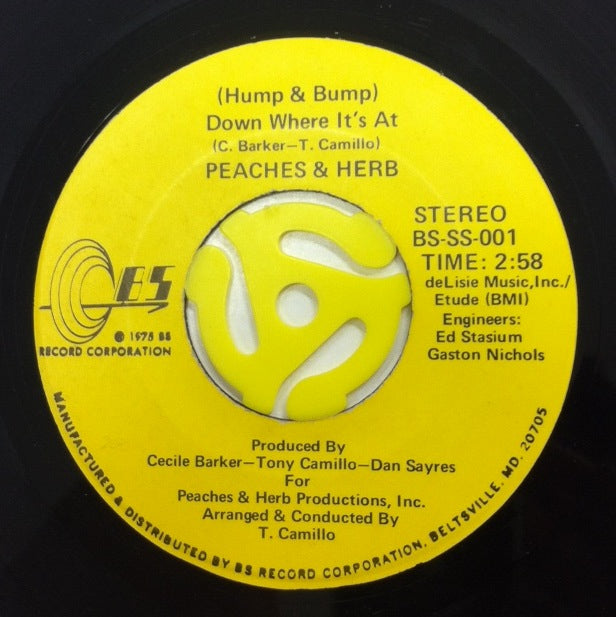 (Hump & Bump)
Down Where It's At
(C. Barker—T. Camillo)
PEACHES & HERB
STEREO
BS-SS-001
TIME: 2:58
deLisie Music,Inc./
Etude (BMI)
Engineers:
Ed Stasium
Gaston Nichols
BS
℗ 1975 BS
RECORD CORPORATION
Produced By
Cecile Barker—Tony Camillo—Dan Sayres
For
Peaches & Herb Productions, Inc.
Arranged & Conducted By
T. Camillo
MANUFACTURED & DISTRIBUTED BY BS RECORD CORPORATION, BELTSVILLE, MD. 20705